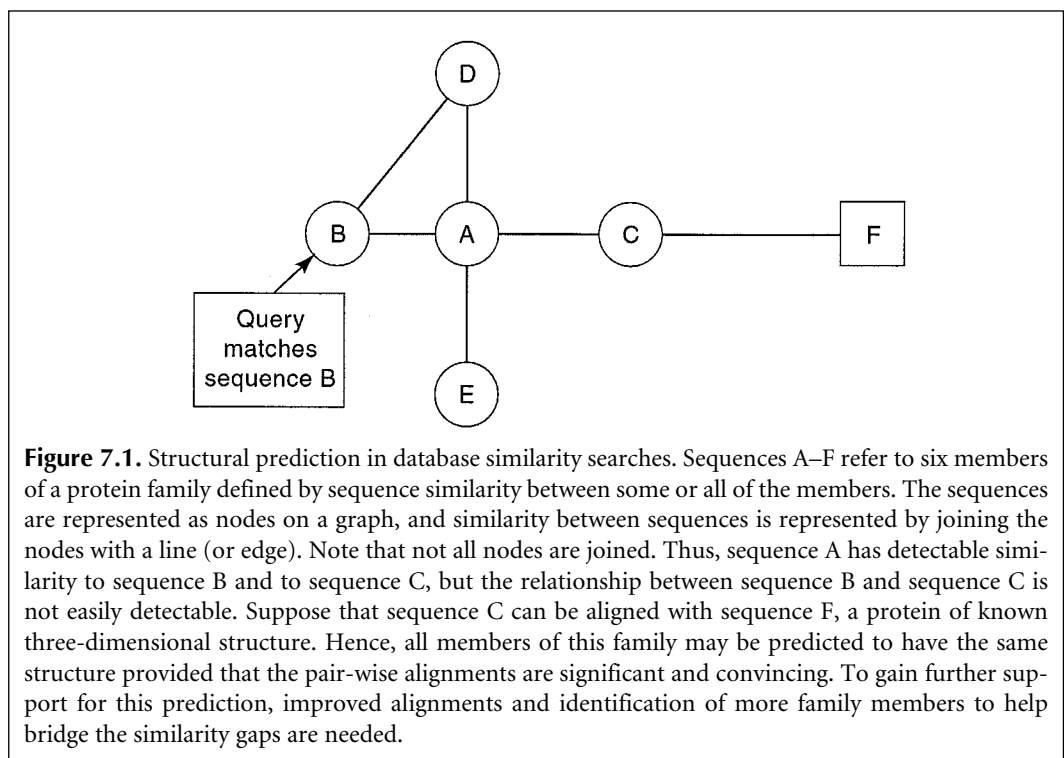 D
B
A
C
F
Query
matches
sequence B
E
Figure 7.1. Structural prediction in database similarity searches. Sequences A–F refer to six members
of a protein family defined by sequence similarity between some or all of the members. The sequences
are represented as nodes on a graph, and similarity between sequences is represented by joining the
nodes with a line (or edge). Note that not all nodes are joined. Thus, sequence A has detectable simi-
larity to sequence B and to sequence C, but the relationship between sequence B and sequence C is
not easily detectable. Suppose that sequence C can be aligned with sequence F, a protein of known
three-dimensional structure. Hence, all members of this family may be predicted to have the same
structure provided that the pair-wise alignments are significant and convincing. To gain further sup-
port for this prediction, improved alignments and identification of more family members to help
bridge the similarity gaps are needed.